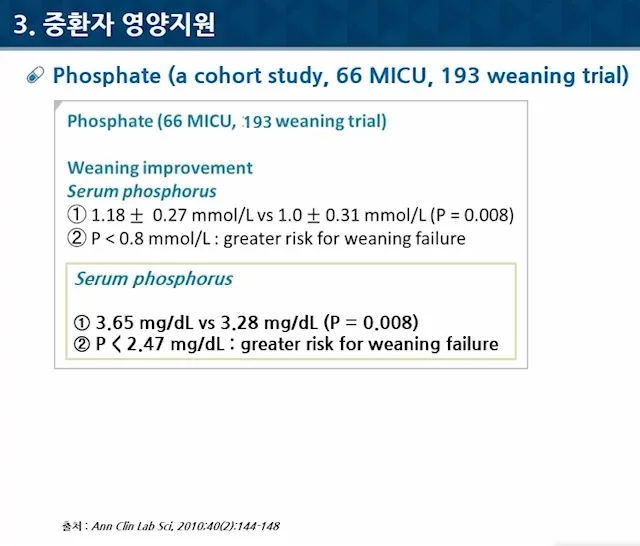 3. 중환자 영양지원
Phosphate (a cohort study, 66 MICU, 193 weaning trial)
Phosphate (66 MICU, 193 weaning trial)
Weaning improvement
Serum phosphorus
① 1.18 ± 0.27 mmol/L vs 1.0 ± 0.31 mmol/L (P = 0.008)
② P < 0.8 mmol/L : greater risk for weaning failure
Serum phosphorus
① 3.65 mg/dL vs 3.28 mg/dL (P = 0.008)
② P < 2.47 mg/dL : greater risk for weaning failure
출처 : Ann Clin Lab Sci, 2010;40(2):144-148